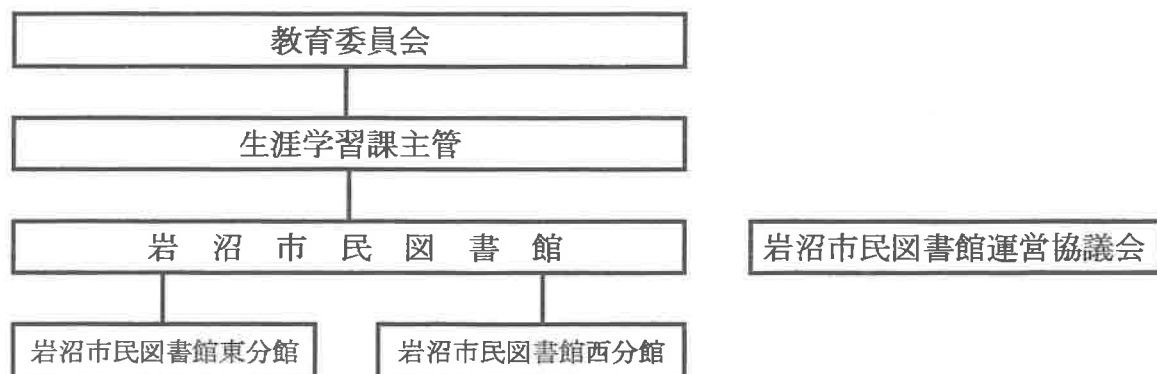 教育委員会
生涯学習課主管
岩沼市民図書館
岩沼市民図書館運営協議会
岩沼市民図書館東分館
岩沼市民図書館西分館